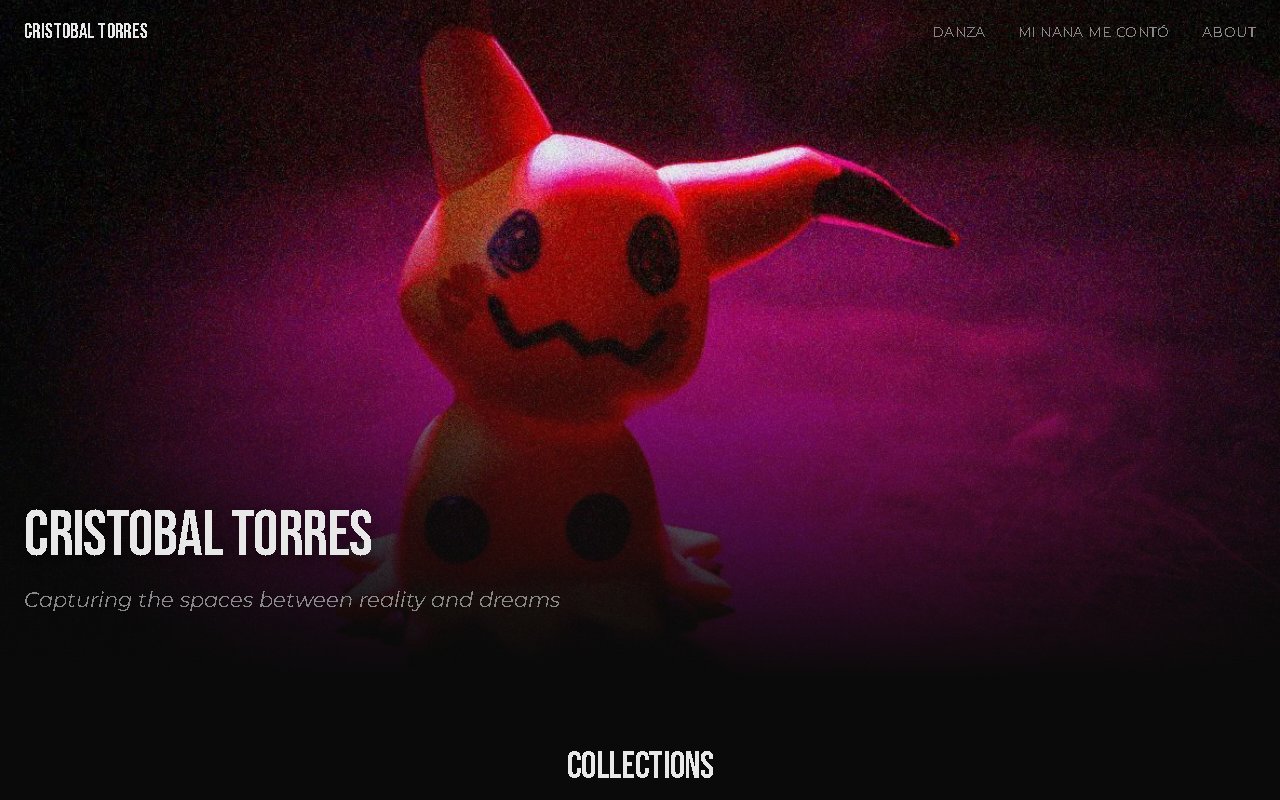 CRISTOBAL TORRES
DANZA
MI NANA ME CONTÓ
ABOUT
CRISTOBAL TORRES
Capturing the spaces between reality and dreams
COLLECTIONS